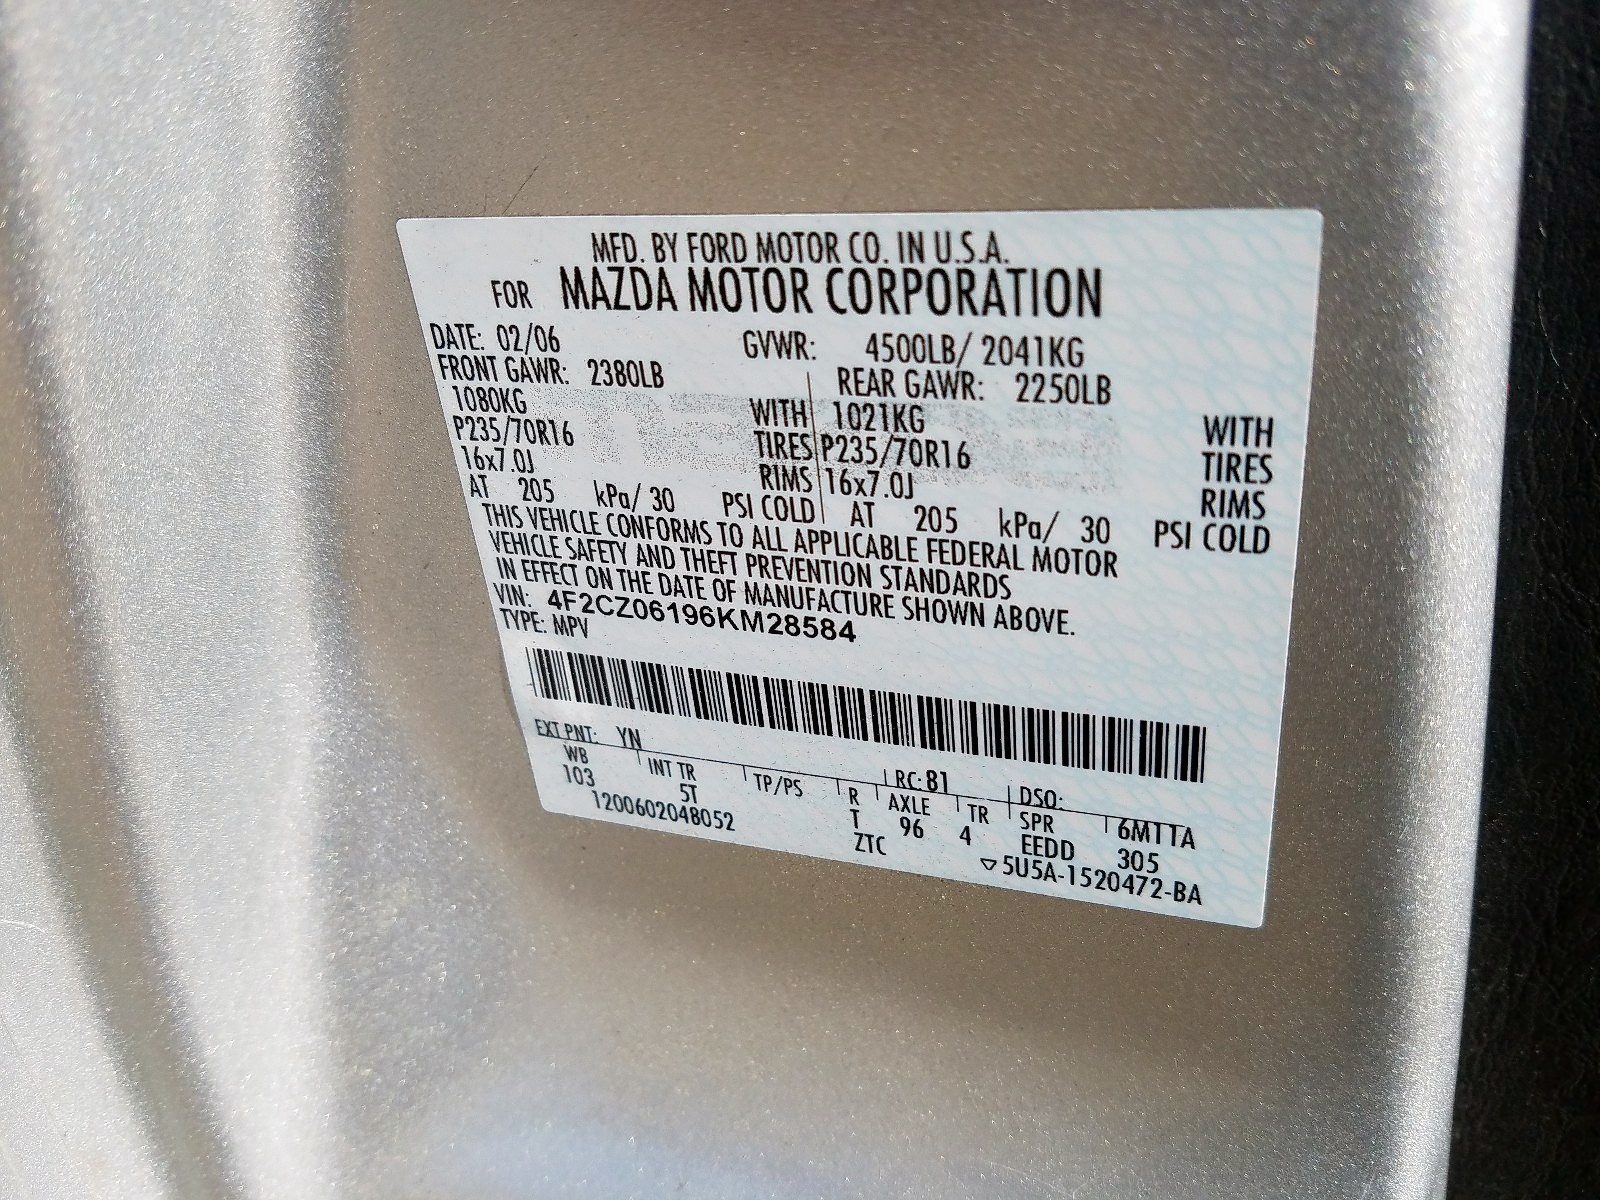 MFD. BY FORD MOTOR CO. IN U.S.A.
FOR MAZDA MOTOR CORPORATION
DATE: 02/06 GVWR: 4500LB/ 2041KG
FRONT GAWR: 2380LB REAR GAWR: 2250LB
1080KG WITH 1021KG WITH
P235/70R16 TIRES P235/70R16 TIRES
16x7.0J RIMS 16x7.0J RIMS
AT 205 kPa/ 30 PSI COLD AT 205 kPa/ 30 PSI COLD
THIS VEHICLE CONFORMS TO ALL APPLICABLE FEDERAL MOTOR
VEHICLE SAFETY AND THEFT PREVENTION STANDARDS
IN EFFECT ON THE DATE OF MANUFACTURE SHOWN ABOVE.
VIN: 4F2CZ06196KM28584
TYPE: MPV
EXT PNT: YN RC: 81 DSO:
WB INT TR TP/PS R AXLE TR SPR 6MT1A
103 5T T 96 4 EEDD 305
1200602048052 ZTC ▽5U5A-1520472-BA